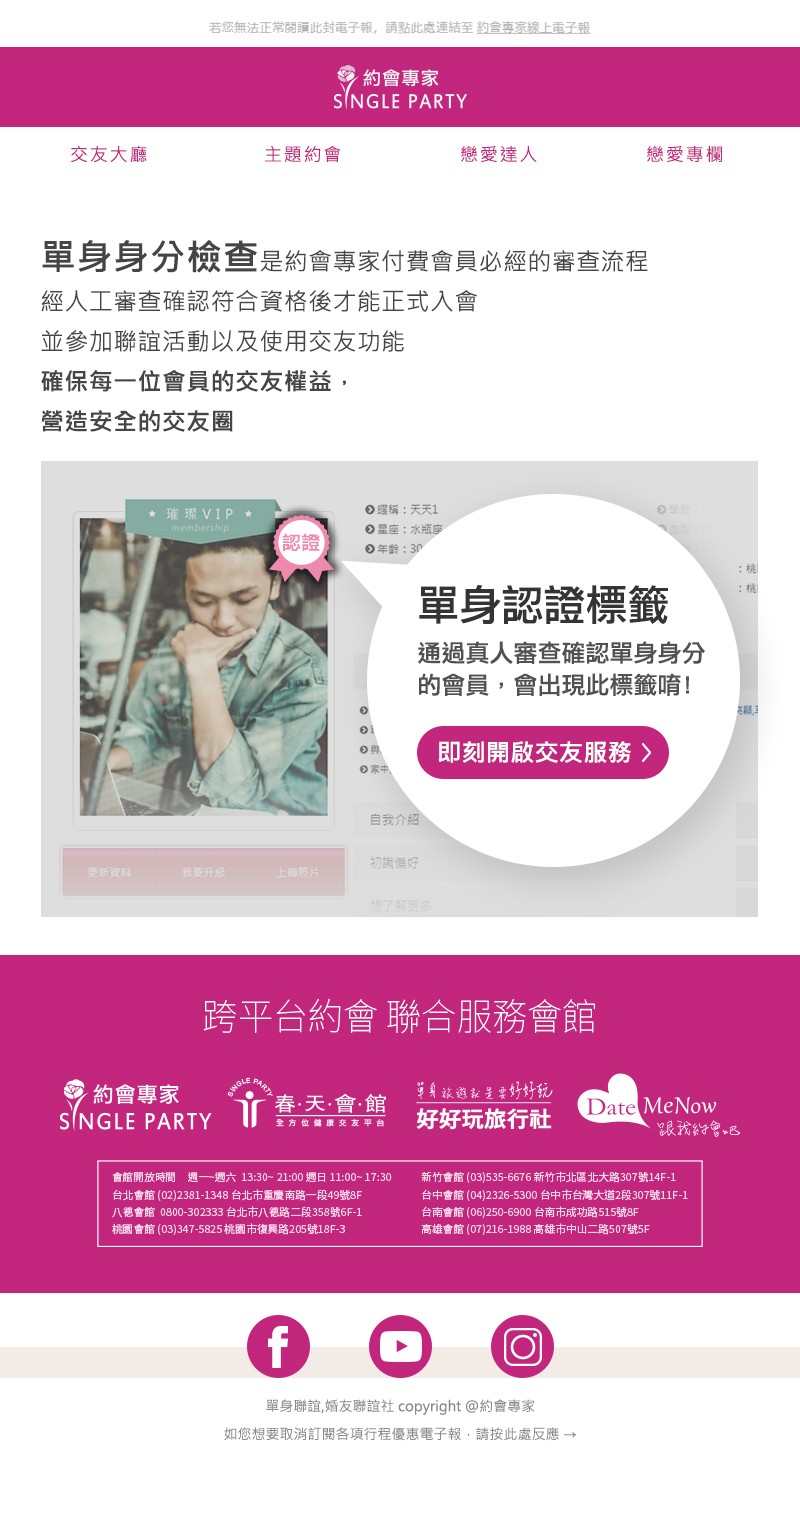 若您無法正常閱讀此封電子報，請點此處連結至 約會專家線上電子報
約會專家
SINGLE PARTY
交友大廳
主題約會
戀愛達人
戀愛專欄
單身身分檢查是約會專家付費會員必經的審查流程
經人工審查確認符合資格後才能正式入會
並參加聯誼活動以及使用交友功能
確保每一位會員的交友權益，
營造安全的交友圈
璀璨VIP
membership
認證
暱稱：天天1
星座：水瓶座
年齡：30
：桃
：桃
單身認證標籤
通過真人審查確認單身身分
的會員，會出現此標籤唷!
即刻開啟交友服務
家中
自我介紹
初識偏好
想了解更多
更新資料
我要升級
上傳照片
跨平台約會 聯合服務會館
約會專家
SINGLE PARTY
SINGLE PARTY
春·天·會·館
全方位健康交友平台
單身旅遊就是要好好玩
好好玩旅行社
Date MeNow
跟我約會吧
會館開放時間 週一~週六 13:30~ 21:00 週日 11:00~ 17:30
台北會館 (02)2381-1348 台北市重慶南路一段49號8F
八德會館 0800-302333 台北市八德路二段358號6F-1
桃園會館 (03)347-5825 桃園市復興路205號18F-3
新竹會館 (03)535-6676 新竹市北區北大路307號14F-1
台中會館 (04)2326-5300 台中市台灣大道2段307號11F-1
台南會館 (06)250-6900 台南市成功路515號8F
高雄會館 (07)216-1988 高雄市中山二路507號5F
單身聯誼,婚友聯誼社 copyright @約會專家
如您想要取消訂閱各項行程優惠電子報，請按此處反應 →